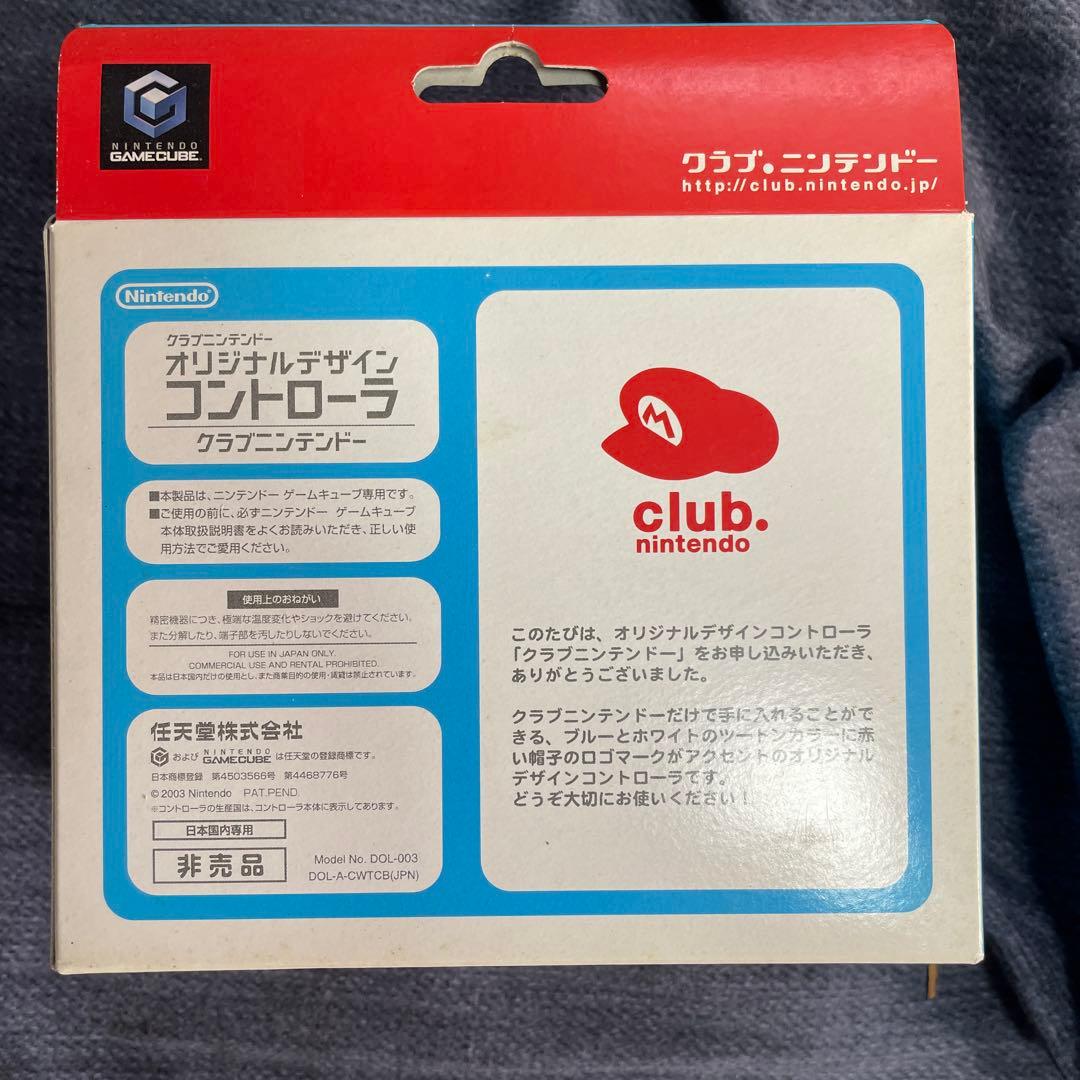 NINTENDO
GAMECUBE
クラブ.ニンテンドー
http://club.nintendo.jp/
Nintendo
クラブニンテンドー
オリジナルデザイン
コントローラ
クラブニンテンドー
■本製品は、ニンテンドー ゲームキューブ専用です。
■ご使用の前に、必ずニンテンドー ゲームキューブ
本体取扱説明書をよくお読みいただき、正しい使
用方法でご愛用ください。
使用上のおねがい
精密機器につき、極端な温度変化やショックを避けてください。
また分解したり、端子部を汚したりしないでください。
FOR USE IN JAPAN ONLY.
COMMERCIAL USE AND RENTAL PROHIBITED.
本品は日本国内だけの使用とし、また商業目的の使用・賃貸は禁止されています。
任天堂株式会社
および NINTENDO GAMECUBE は任天堂の登録商標です。
日本商標登録 第4503566号 第4468776号
© 2003 Nintendo PAT.PEND.
※コントローラの生産国は、コントローラ本体に表示してあります。
日本国内専用
非売品
Model No. DOL-003
DOL-A-CWTCB(JPN)
M
club.
nintendo
このたびは、オリジナルデザインコントローラ
「クラブニンテンドー」をお申し込みいただき、
ありがとうございました。
クラブニンテンドーだけで手に入れることがで
きる、ブルーとホワイトのツートンカラーに赤
い帽子のロゴマークがアクセントのオリジナル
デザインコントローラです。
どうぞ大切にお使いください!